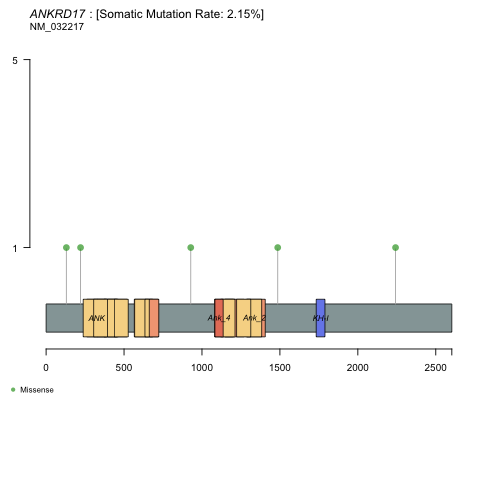 ANKRD17 : [Somatic Mutation Rate: 2.15%]
NM_032217
5
1
ANK
Ank_4
Ank_2
KH-I
0
500
1000
1500
2000
2500
Missense